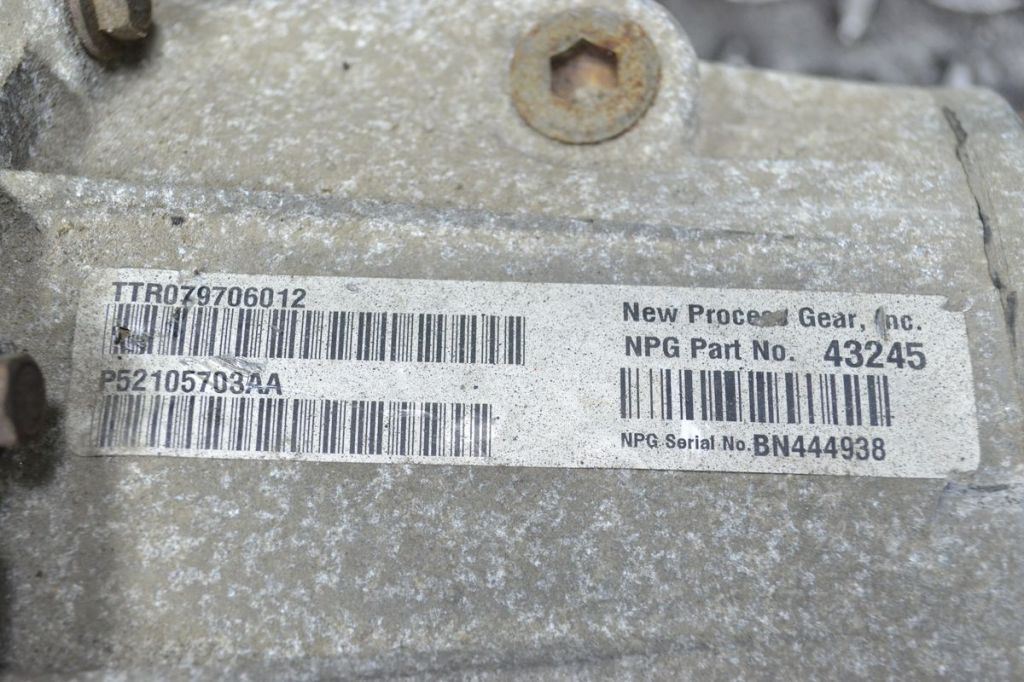 TTR079706012
P52105703AA
New Process Gear, Inc.
NPG Part No. 43245
NPG Serial No. BN444938